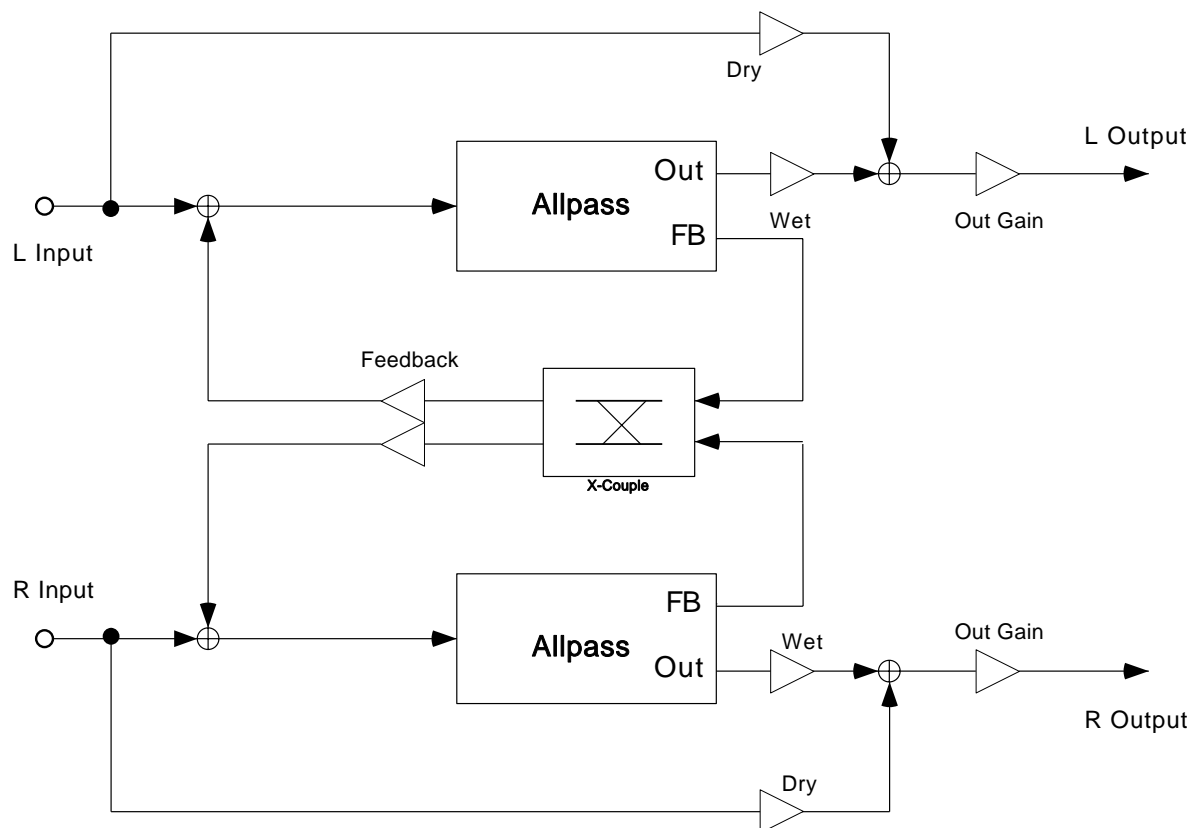 Dry
L Output
Out
Allpass
Wet
Out Gain
FB
L Input
Feedback
X-Couple
R Input
FB
Allpass
Out
Wet
Out Gain
R Output
Dry